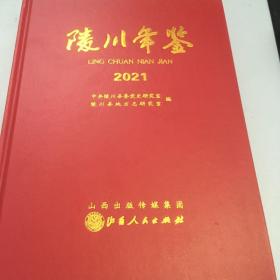 陵川年鉴
LING CHUAN NIAN JIAN
2021
中共陵川县委党史研究室
陵川县地方志研究室 编
山西出版传媒集团
山西人民出版社